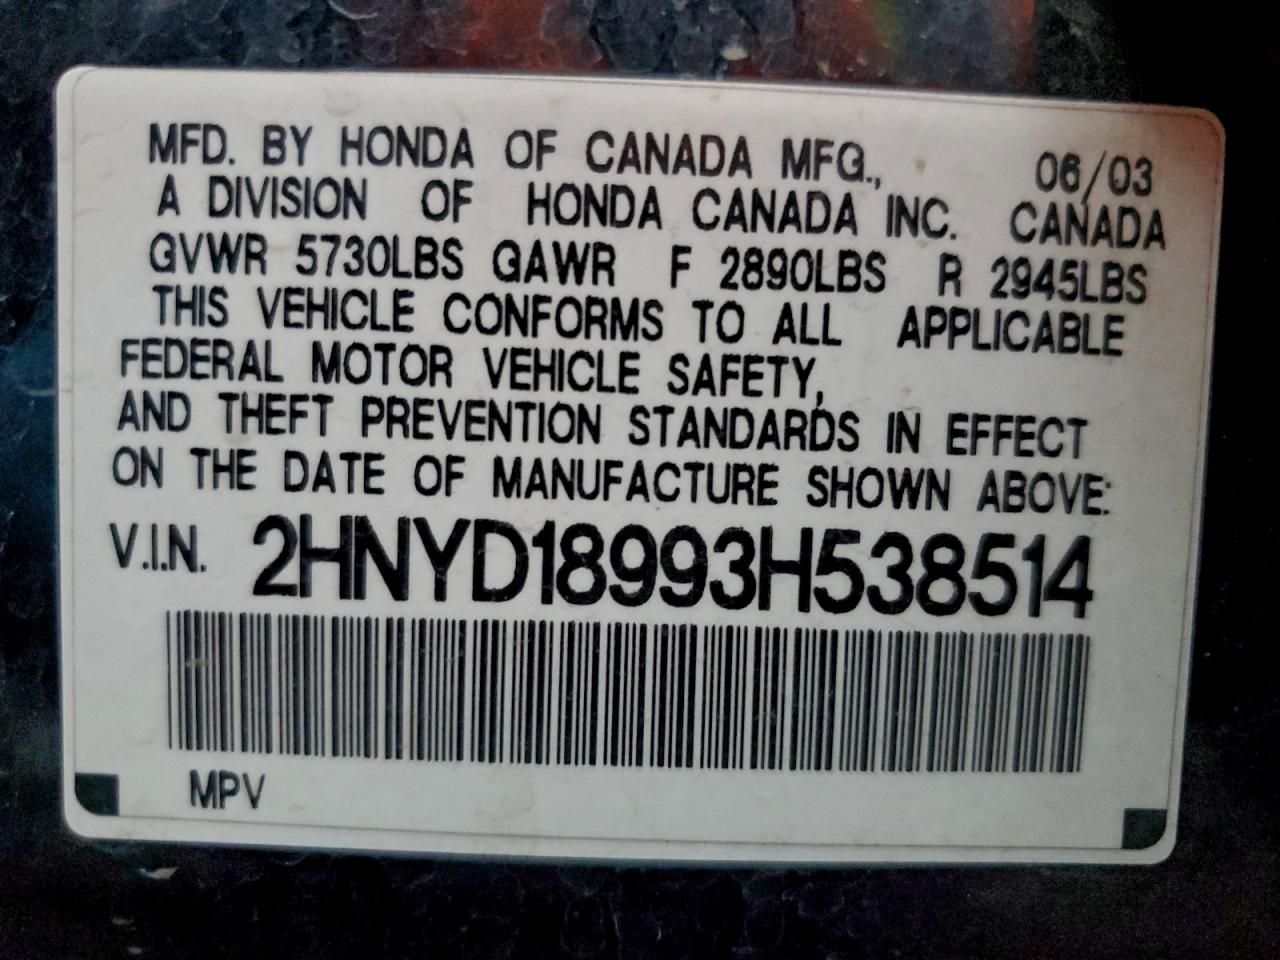 MFD. BY HONDA OF CANADA MFG., 06/03
A DIVISION OF HONDA CANADA INC. CANADA
GVWR 5730LBS GAWR F 2890LBS R 2945LBS
THIS VEHICLE CONFORMS TO ALL APPLICABLE
FEDERAL MOTOR VEHICLE SAFETY,
AND THEFT PREVENTION STANDARDS IN EFFECT
ON THE DATE OF MANUFACTURE SHOWN ABOVE:
V.I.N. 2HNYD18993H538514
MPV